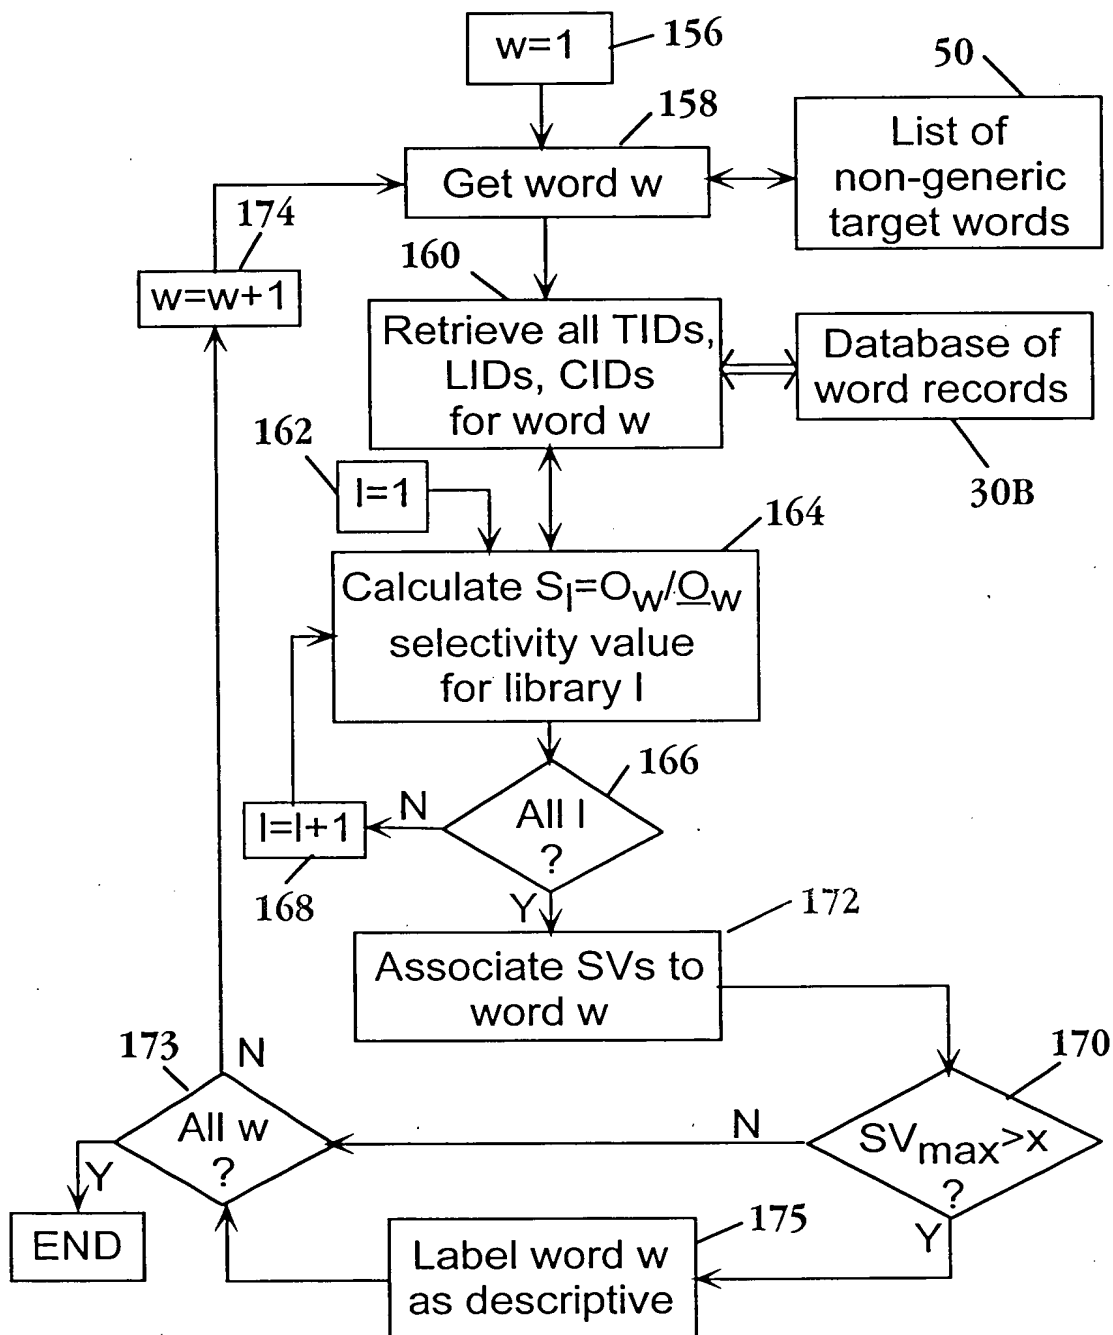 w=1
156
50
158
List of
non-generic
target words
Get word w
174
160
w=w+1
Retrieve all TIDs,
LIDs, CIDs
for word w
Database of
word records
162
l=1
30B
164
Calculate Sl=Ow/Ow
selectivity value
for library l
166
N
All l
?
l=l+1
168
Y
172
Associate SVs to
word w
173
N
170
All w
?
N
SVmax>x
?
Y
Y
END
175
Label word w
as descriptive